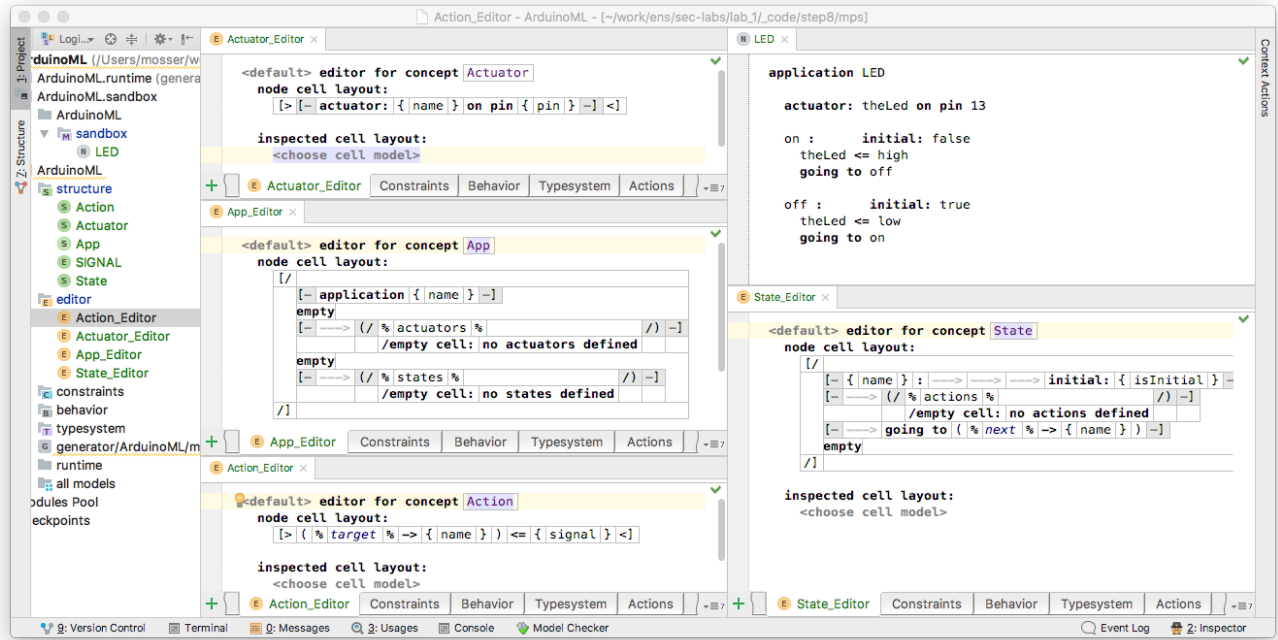 Action_Editor - ArduinoML - [~/work/ens/sec-labs/lab_1/_code/step8/mps]
1: Project
Z: Structure
Logi...
rduinoML (/Users/mosser/w
ArduinoML.runtime (genera
ArduinoML.sandbox
ArduinoML
sandbox
N LED
ArduinoML
structure
S Action
S Actuator
S App
E SIGNAL
S State
editor
E Action_Editor
E Actuator_Editor
E App_Editor
E State_Editor
constraints
behavior
typesystem
generator/ArduinoML/m
runtime
all models
odules Pool
eckpoints
E Actuator_Editor ×
<default> editor for concept Actuator
node cell layout:
[> [- actuator: { name } on pin { pin } -] <]
inspected cell layout:
<choose cell model>
+ E Actuator_Editor Constraints Behavior Typesystem Actions 7
E App_Editor ×
<default> editor for concept App
node cell layout:
[/
[- application { name } -]
empty
[- ---> (/ % actuators % /) -]
/empty cell: no actuators defined
empty
[- ---> (/ % states % /) -]
/empty cell: no states defined
/]
+ E App_Editor Constraints Behavior Typesystem Actions 7
E Action_Editor ×
<default> editor for concept Action
node cell layout:
[> ( % target % -> { name } ) <= { signal } <]
inspected cell layout:
<choose cell model>
+ E Action_Editor Constraints Behavior Typesystem Actions 7
N LED ×
application LED
actuator: theLed on pin 13
on : initial: false
theLed <= high
going to off
off : initial: true
theLed <= low
going to on
E State_Editor ×
<default> editor for concept State
node cell layout:
[/
[- { name } : ---> ---> ---> initial: { isInitial } -
[- ---> (/ % actions % /) -]
/empty cell: no actions defined
[- ---> going to ( % next % -> { name } ) -]
empty
/]
inspected cell layout:
<choose cell model>
+ E State_Editor Constraints Behavior Typesystem Actions 7
Context Actions
9: Version Control Terminal 0: Messages 3: Usages Console Model Checker Event Log 2: Inspector